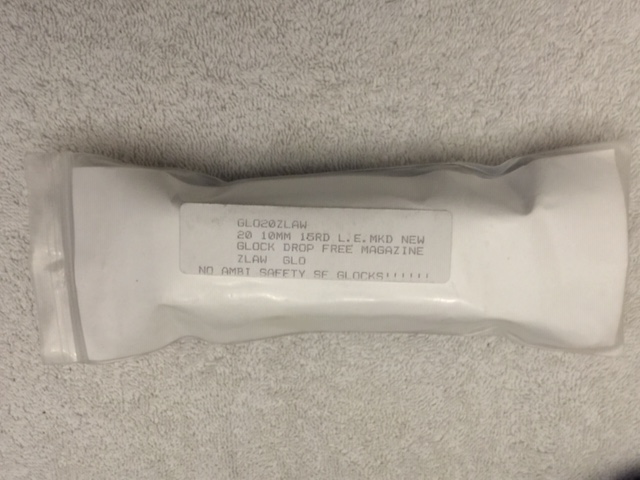 GLO20ZLAW
20 10MM 15RD L.E.MKD NEW
GLOCK DROP FREE MAGAZINE
ZLAW GLO
NO AMBI SAFETY SF GLOCKS!!!!!!